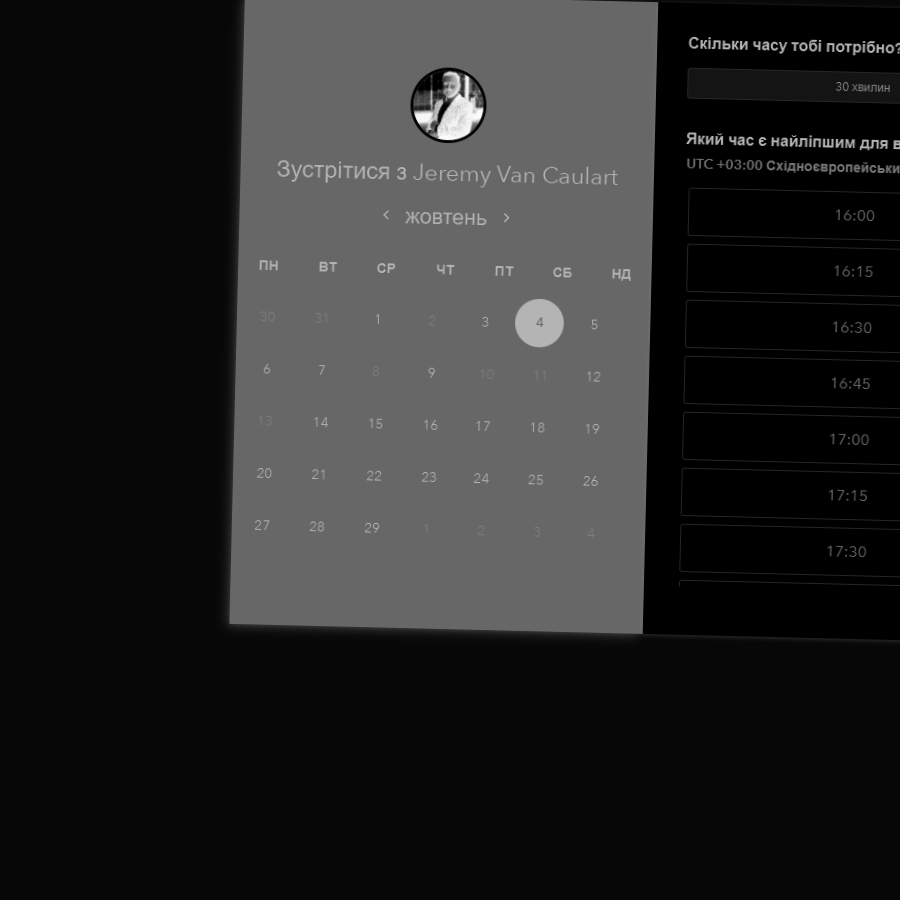 Зустрітися з Jeremy Van Caulart
жовтень
ПН ВТ СР ЧТ ПТ СБ НД
30 31 1 2 3 4 5
6 7 8 9 10 11 12
13 14 15 16 17 18 19
20 21 22 23 24 25 26
27 28 29 1 2 3 4
Скільки часу тобі потрібно?
30 хвилин
Який час є найліпшим для в
UTC +03:00 Східноєвропейськи
16:00
16:15
16:30
16:45
17:00
17:15
17:30